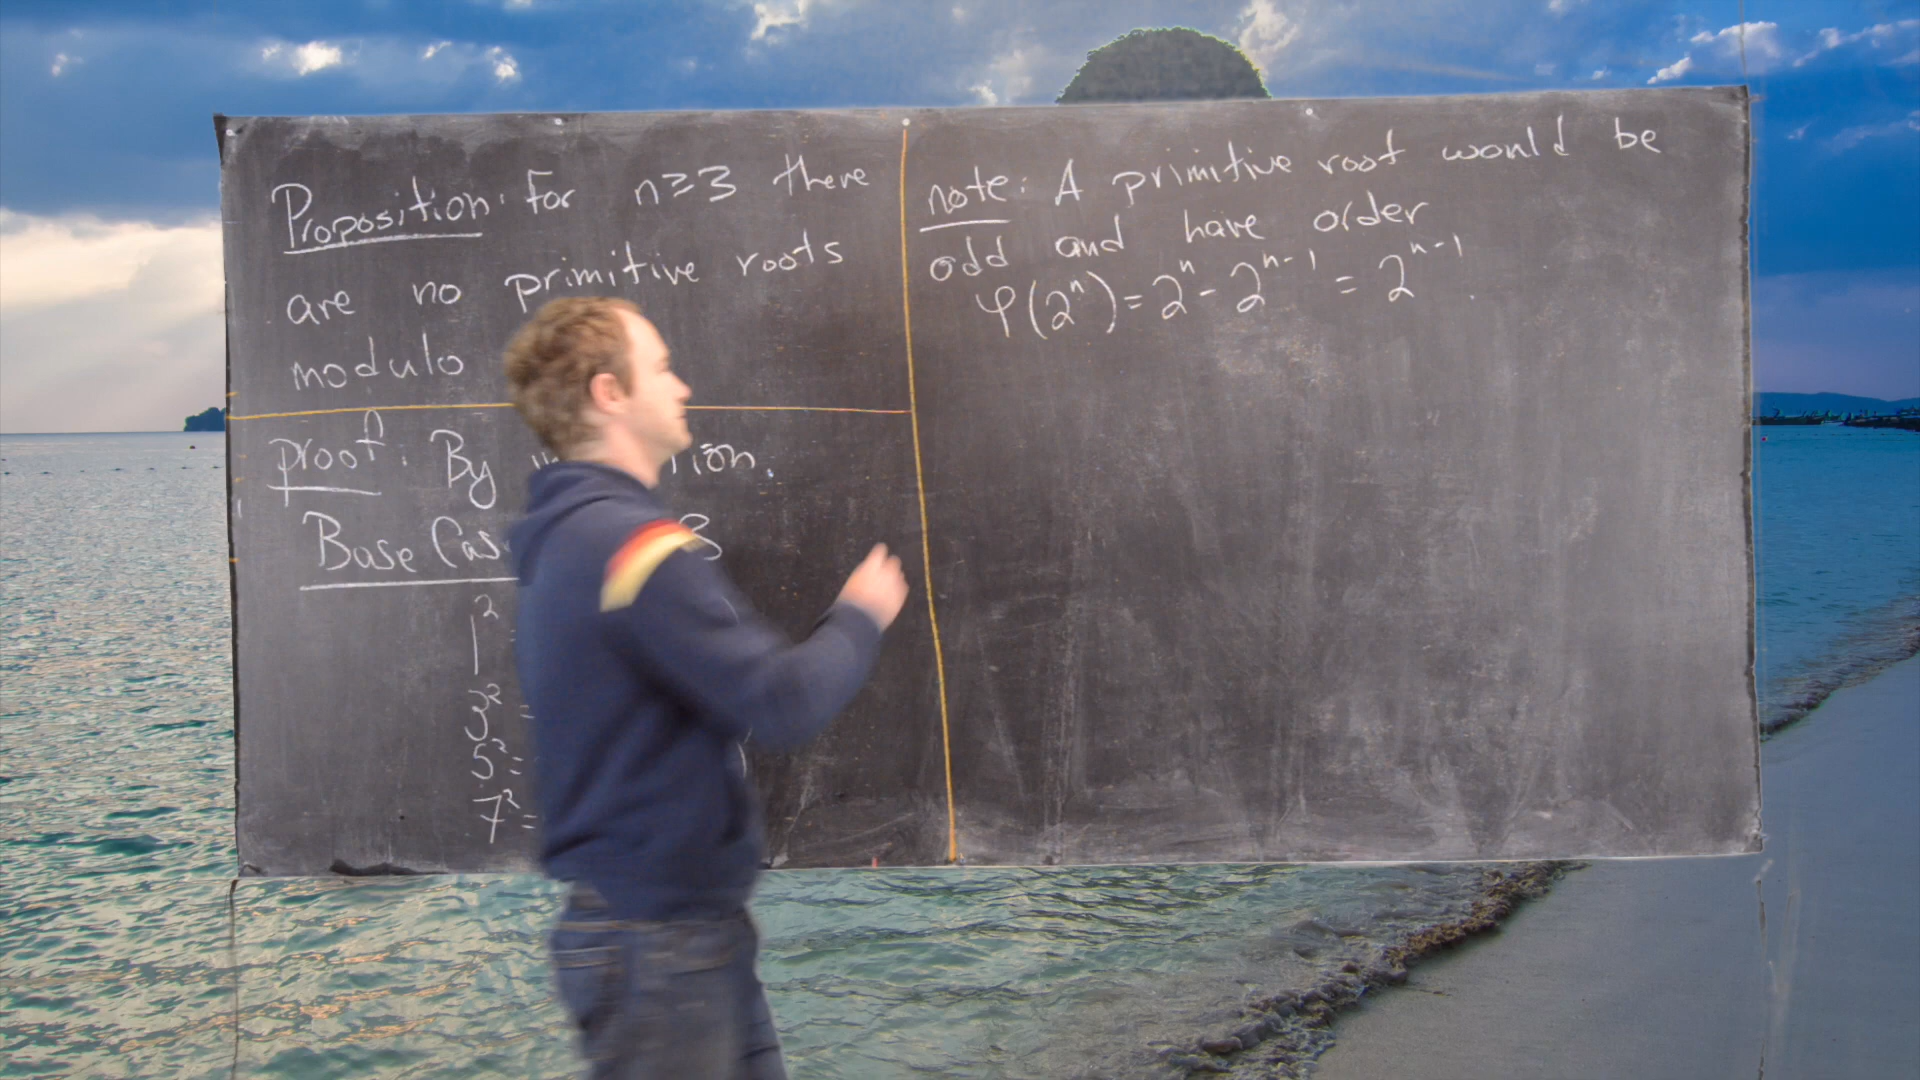 Proposition: For n≥3 there
are no primitive roots
modulo
proof: By
Base Case 3
1²
3² =
5² =
7² =
note: A primitive root would be
odd and have order
φ(2ⁿ) = 2ⁿ - 2ⁿ⁻¹ = 2ⁿ⁻¹.